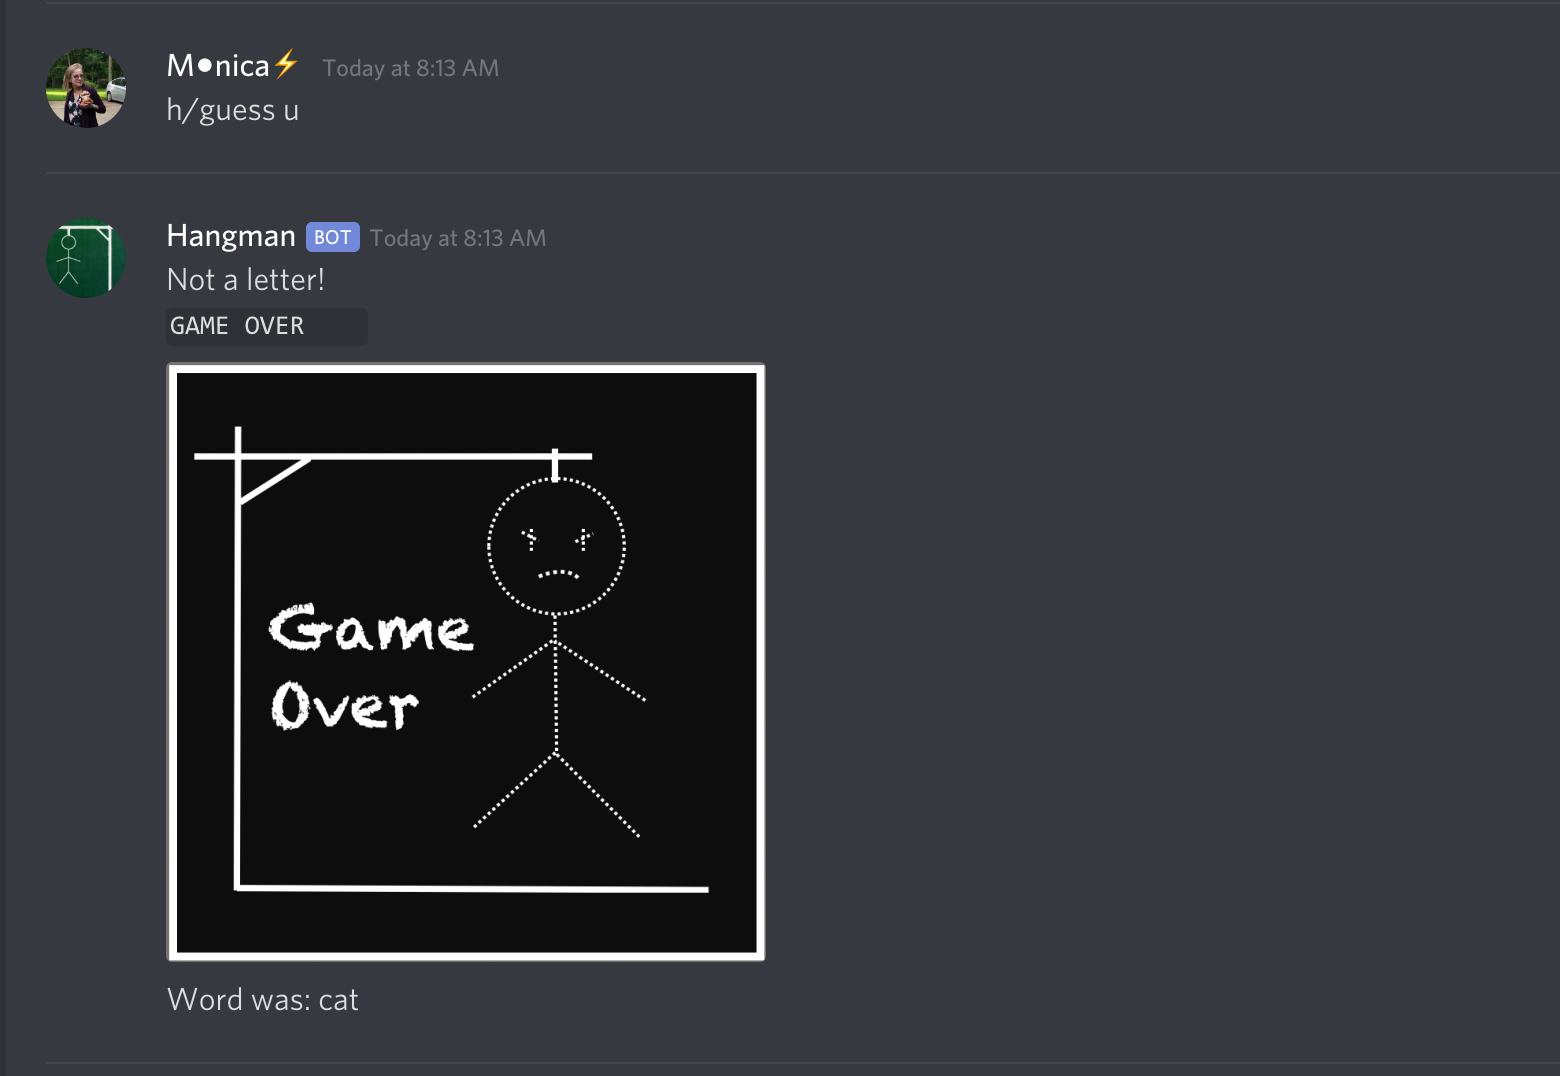 M●nica⚡ Today at 8:13 AM
h/guess u
Hangman BOT Today at 8:13 AM
Not a letter!
GAME OVER
Game
Over
Word was: cat